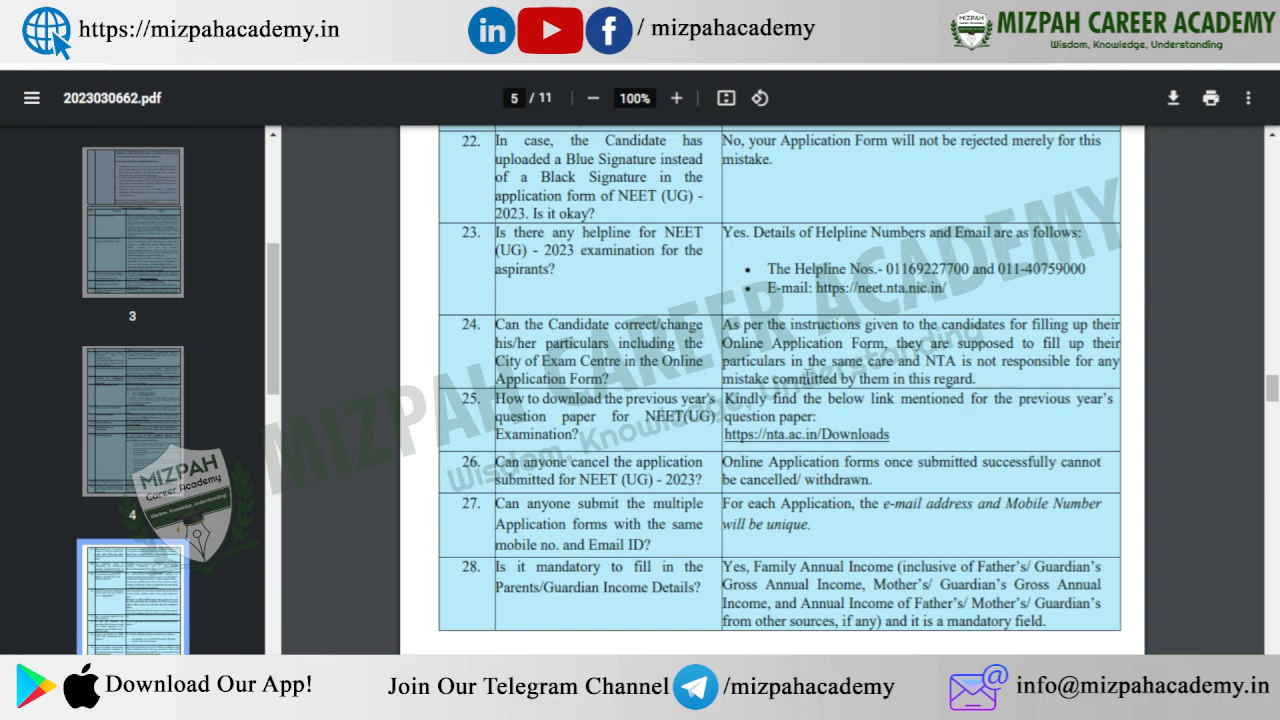 https://mizpahacademy.in
/ mizpahacademy
MIZPAH CAREER ACADEMY
Wisdom, Knowledge, Understanding
2023030662.pdf
5 / 11
100%
22. In case, the Candidate has
uploaded a Blue Signature instead
of a Black Signature in the
application form of NEET (UG) -
2023. Is it okay?
No, your Application Form will not be rejected merely for this
mistake.
23. Is there any helpline for NEET
(UG) - 2023 examination for the
aspirants?
Yes. Details of Helpline Numbers and Email are as follows:
• The Helpline Nos.- 01169227700 and 011-40759000
• E-mail: https://neet.nta.nic.in/
24. Can the Candidate correct/change
his/her particulars including the
City of Exam Centre in the Online
Application Form?
As per the instructions given to the candidates for filling up their
Online Application Form, they are supposed to fill up their
particulars in the same care and NTA is not responsible for any
mistake committed by them in this regard.
25. How to download the previous year's
question paper for NEET(UG)
Examination?
Kindly find the below link mentioned for the previous year's
question paper:
https://nta.ac.in/Downloads
26. Can anyone cancel the application
submitted for NEET (UG) - 2023?
Online Application forms once submitted successfully cannot
be cancelled/ withdrawn.
27. Can anyone submit the multiple
Application forms with the same
mobile no. and Email ID?
For each Application, the e-mail address and Mobile Number
will be unique.
28. Is it mandatory to fill in the
Parents/Guardian Income Details?
Yes, Family Annual Income (inclusive of Father's/ Guardian's
Gross Annual Income, Mother's/ Guardian's Gross Annual
Income, and Annual Income of Father's/ Mother's/ Guardian's
from other sources, if any) and it is a mandatory field.
3
4
MIZPAH CAREER ACADEMY
Wisdom, Knowledge, Understanding
MIZPAH
Career Academy
Download Our App!
Join Our Telegram Channel
/mizpahacademy
info@mizpahacademy.in